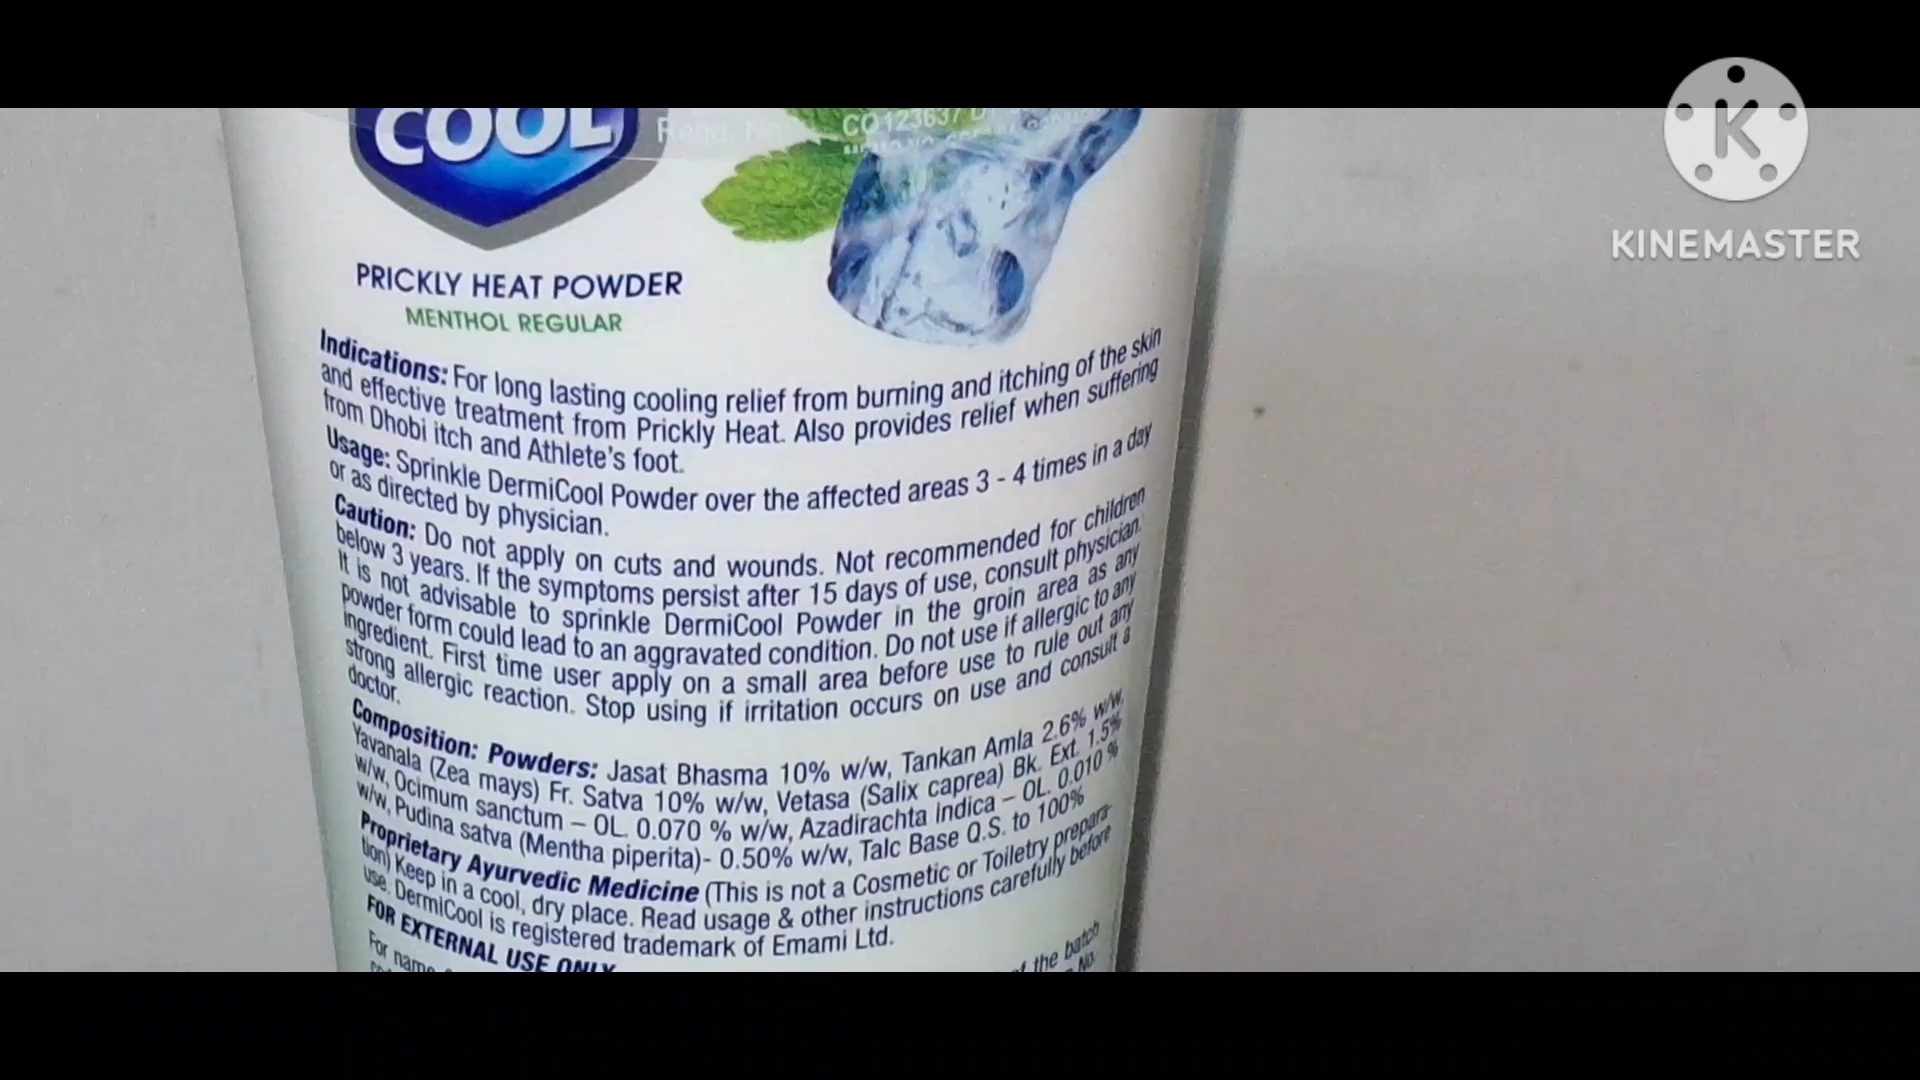 COOL
CO123637
KINEMASTER
PRICKLY HEAT POWDER
MENTHOL REGULAR
Indications: For long lasting cooling relief from burning and itching of the skin
and effective treatment from Prickly Heat. Also provides relief when suffering
from Dhobi itch and Athlete's foot.
Usage: Sprinkle DermiCool Powder over the affected areas 3 - 4 times in a day
or as directed by physician.
Caution: Do not apply on cuts and wounds. Not recommended for children
below 3 years. If the symptoms persist after 15 days of use, consult physician.
It is not advisable to sprinkle DermiCool Powder in the groin area as any
powder form could lead to an aggravated condition. Do not use if allergic to any
ingredient. First time user apply on a small area before use to rule out any
strong allergic reaction. Stop using if irritation occurs on use and consult a
doctor.
Composition: Powders: Jasat Bhasma 10% w/w, Tankan Amla 2.6% w/w,
Yavanala (Zea mays) Fr. Satva 10% w/w, Vetasa (Salix caprea) Bk. Ext. 1.5%
w/w, Ocimum sanctum – OL. 0.070 % w/w, Azadirachta Indica – OL. 0.010 %
w/w, Pudina satva (Mentha piperita)- 0.50% w/w, Talc Base Q.S. to 100%
Proprietary Ayurvedic Medicine (This is not a Cosmetic or Toiletry prepara-
tion) Keep in a cool, dry place. Read usage & other instructions carefully before
use. DermiCool is registered trademark of Emami Ltd.
FOR EXTERNAL USE ONLY
For name of the batch
No.